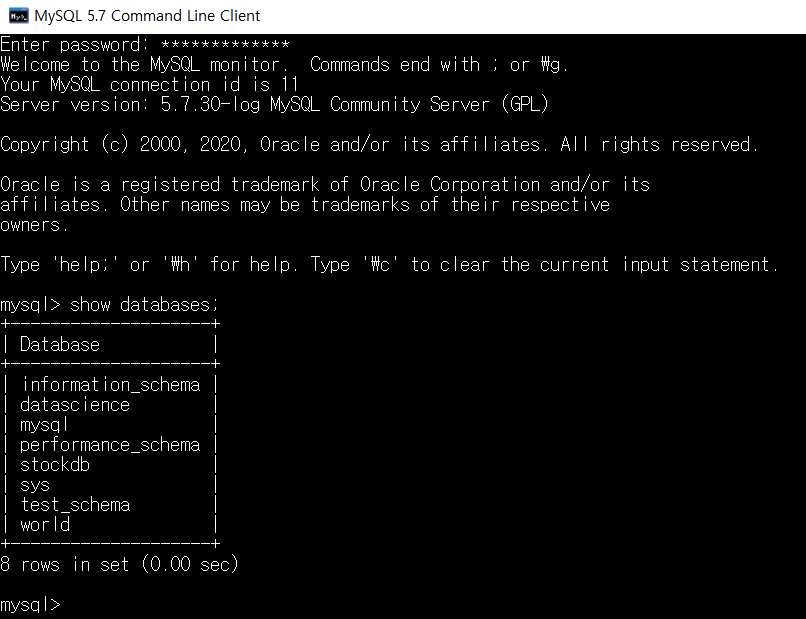 MySQL 5.7 Command Line Client
Enter password: *************
Welcome to the MySQL monitor.  Commands end with ; or ₩g.
Your MySQL connection id is 11
Server version: 5.7.30-log MySQL Community Server (GPL)

Copyright (c) 2000, 2020, Oracle and/or its affiliates. All rights reserved.

Oracle is a registered trademark of Oracle Corporation and/or its
affiliates. Other names may be trademarks of their respective
owners.

Type 'help;' or '₩h' for help. Type '₩c' to clear the current input statement.

mysql> show databases;
+--------------------+
| Database           |
+--------------------+
| information_schema |
| datascience        |
| mysql              |
| performance_schema |
| stockdb            |
| sys                |
| test_schema        |
| world              |
+--------------------+
8 rows in set (0.00 sec)

mysql>